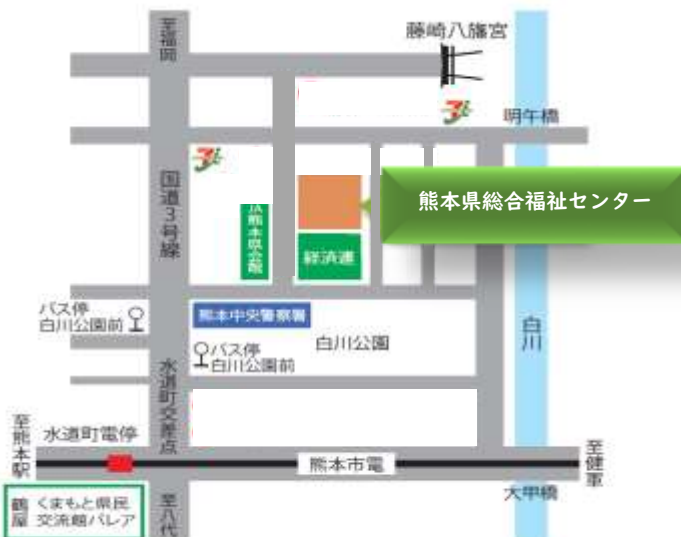 至福岡
藤崎八旛宮
明午橋
国道3号線
熊本県総合福祉センター
熊本県会館
経済連
バス停
白川公園前
熊本中央警察署
バス停
白川公園前
白川公園
白川
水道町交差点
至熊本駅
水道町電停
熊本市電
至健軍
大甲橋
鶴屋
くまもと県民
交流館パレア
至八代